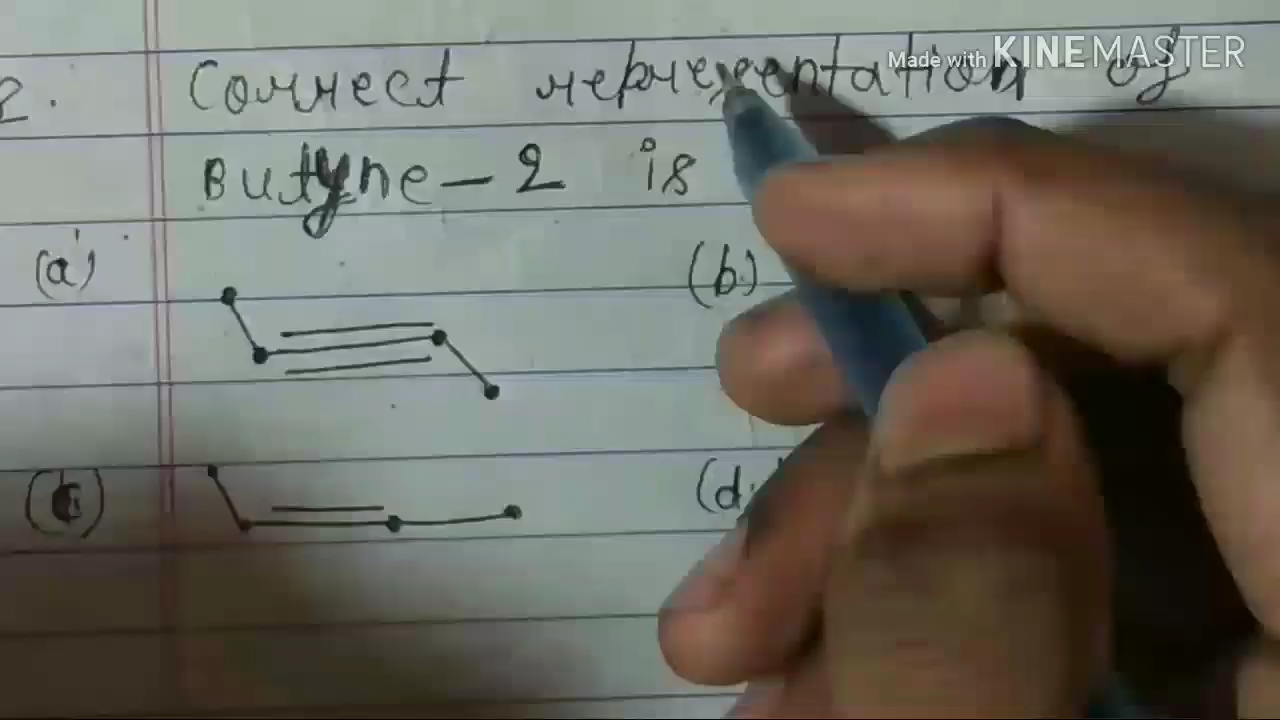 Made with KINEMASTER
2. Correct representation of
Butyne - 2 is
(a) (b)
(c) (d)